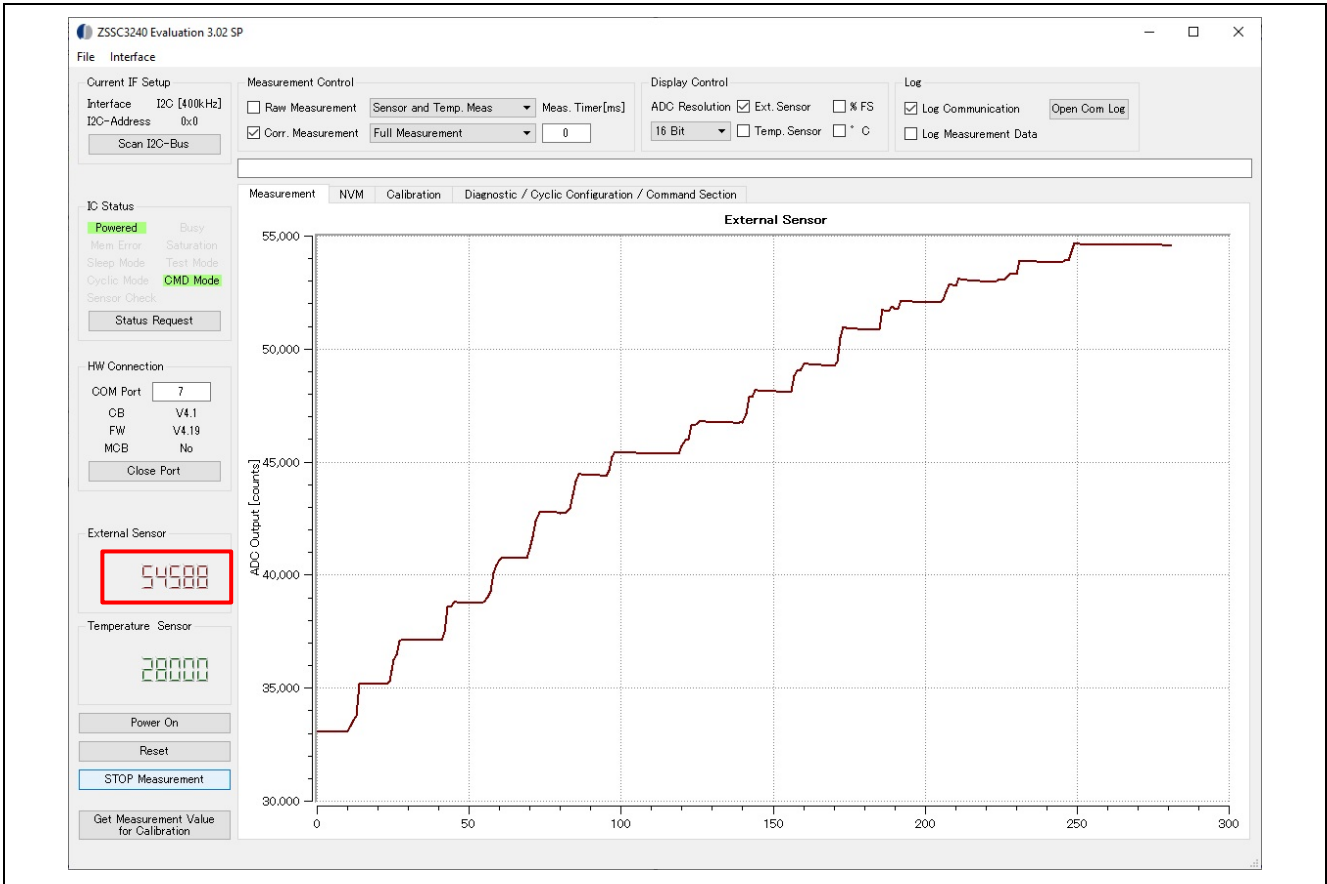 ZSSC3240 Evaluation 3.02 SP
File Interface
Current IF Setup
Interface I2C [400kHz]
I2C-Address 0x0
Scan I2C-Bus
Measurement Control
Raw Measurement Sensor and Temp. Meas Meas. Timer[ms]
Corr. Measurement Full Measurement 0
Display Control
ADC Resolution Ext. Sensor % FS
16 Bit Temp. Sensor ° C
Log
Log Communication Open Com Log
Log Measurement Data
Measurement NVM Calibration Diagnostic / Cyclic Configuration / Command Section
IC Status
Powered Busy
Mem Error Saturation
Sleep Mode Test Mode
Cyclic Mode CMD Mode
Sensor Check
Status Request
HW Connection
COM Port 7
CB V4.1
FW V4.19
MCB No
Close Port
External Sensor
54588
Temperature Sensor
28000
Power On
Reset
STOP Measurement
Get Measurement Value
for Calibration
External Sensor
ADC Output [counts]
55,000
50,000
45,000
40,000
35,000
30,000
0 50 100 150 200 250 300